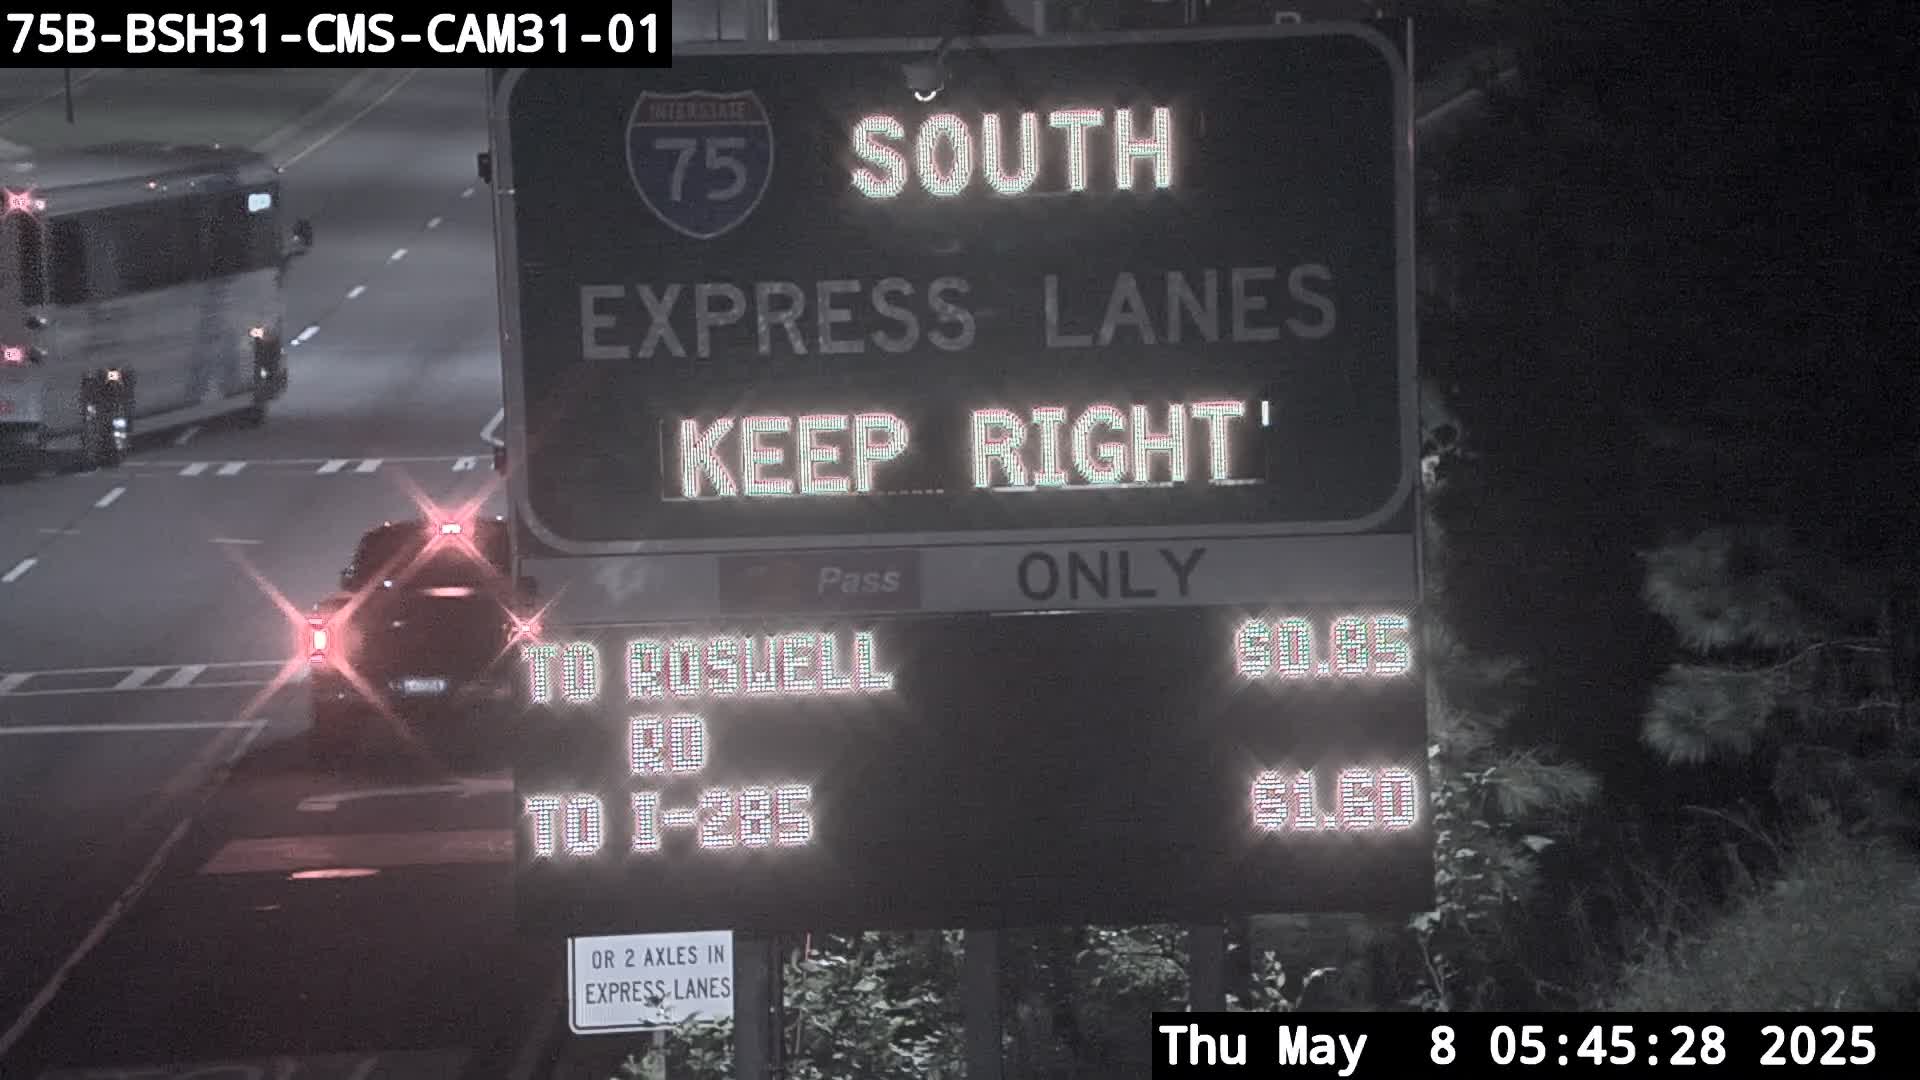 75B-BSH31-CMS-CAM31-01
INTERSTATE
75
SOUTH
EXPRESS LANES
KEEP RIGHT
Pass ONLY
TO ROSWELL $0.85
RD
TO I-285 $1.60
OR 2 AXLES IN
EXPRESS LANES
Thu May 8 05:45:28 2025